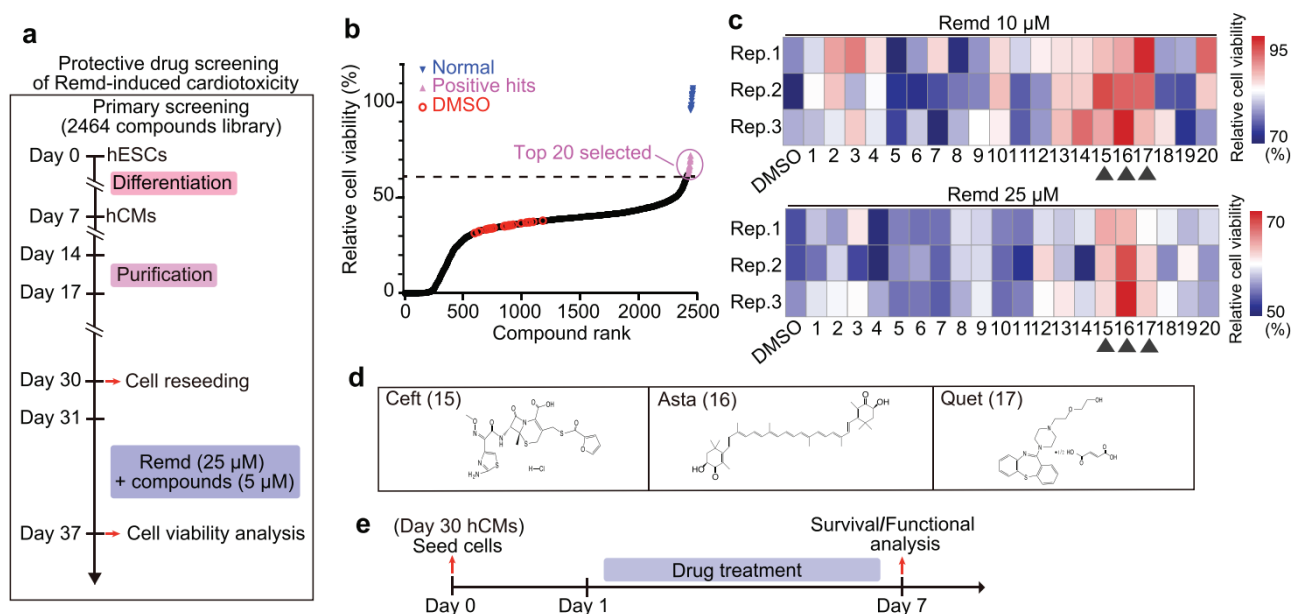 a
Protective drug screening
of Remd-induced cardiotoxicity
Primary screening
(2464 compounds library)
Day 0
hESCs
Differentiation
Day 7
hCMs
Day 14
Purification
Day 17
Day 30
Cell reseeding
Day 31
Remd (25 µM)
+ compounds (5 µM)
Day 37
Cell viability analysis
b
Relative cell viability (%)
100
50
0
Normal
Positive hits
DMSO
Top 20 selected
0 500 1000 1500 2000 2500
Compound rank
c
Remd 10 µM
Rep.1
Rep.2
Rep.3
DMSO 1 2 3 4 5 6 7 8 9 10 11 12 13 14 15 16 17 18 19 20
Relative cell viability
95
70
(%)
Remd 25 µM
Rep.1
Rep.2
Rep.3
DMSO 1 2 3 4 5 6 7 8 9 10 11 12 13 14 15 16 17 18 19 20
Relative cell viability
70
50
(%)
d
Ceft (15)
Asta (16)
Quet (17)
e
(Day 30 hCMs)
Seed cells
Survival/Functional
analysis
Drug treatment
Day 0
Day 1
Day 7